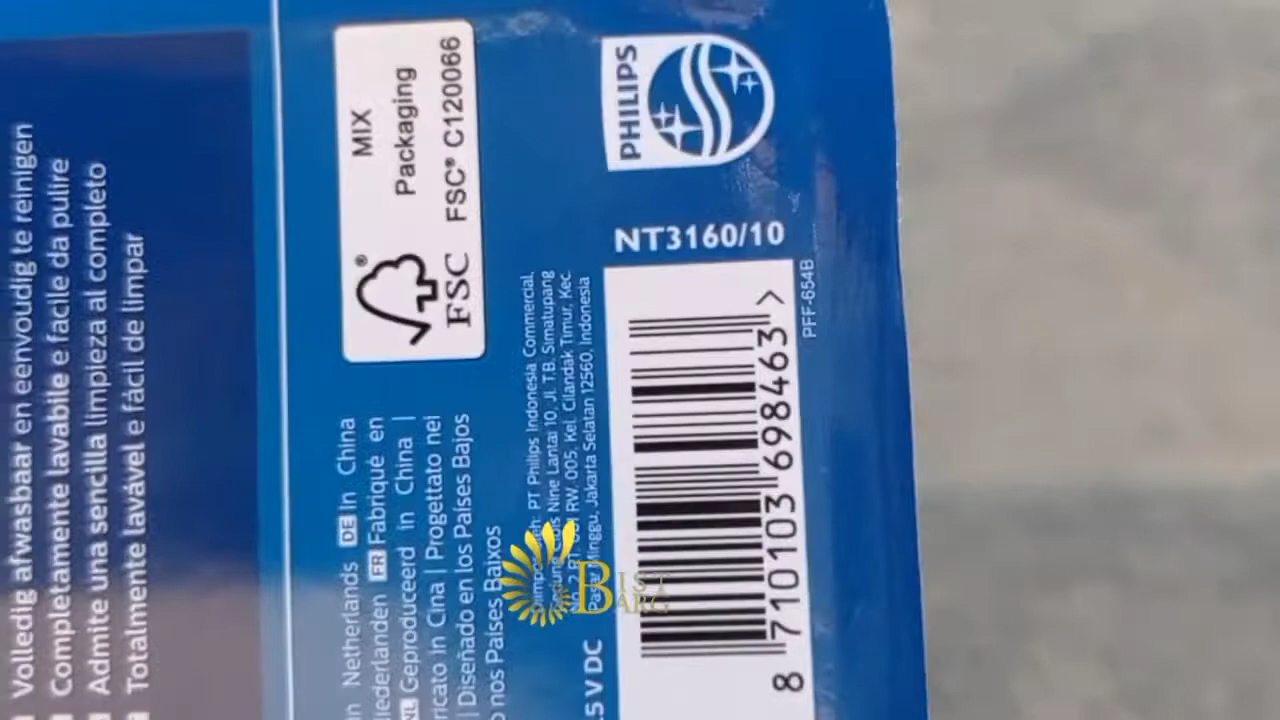 Volledig afwasbaar en eenvoudig te reinigen
Completamente lavabile e facile da pulire
Admite una sencilla limpieza al completo
Totalmente lavável e fácil de limpar
MIX
Packaging
FSC® C120066
®
FSC
in Netherlands DE In China
FR Fabriqué en
NL Geproduceerd in China |
in Cina | Progettato nei
| Diseñado en los Países Bajos
nos Países Baixos
PT Philips Indonesia Commercial,
Nine Lantai 10, Jl. T.B. Simatupang
RW. 005, Kel. Cilandak Timur, Kec.
Minggu, Jakarta Selatan 12560, Indonesia
V DC
PHILIPS
NT3160/10
8 710103 698463 >
PFF-654B
BIST
BARG